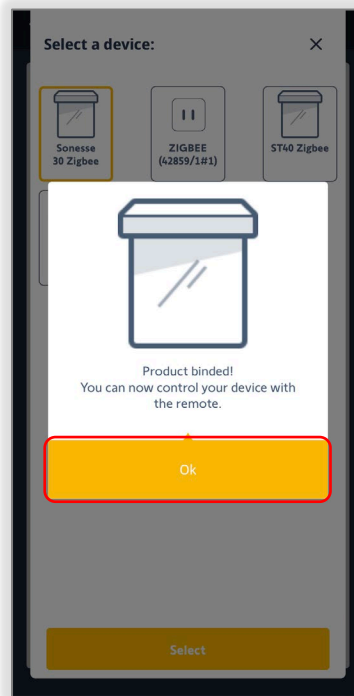 Select a device:
Sonesse
30 Zigbee
ZIGBEE
(42859/1#1)
ST40 Zigbee
Product binded!
You can now control your device with
the remote.
Ok
Select